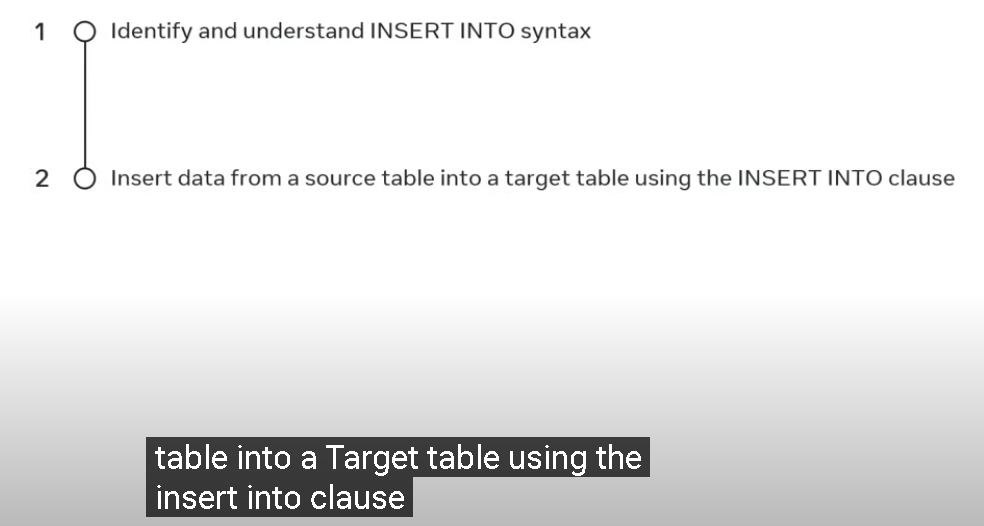 1 Identify and understand INSERT INTO syntax
2 Insert data from a source table into a target table using the INSERT INTO clause
table into a Target table using the
insert into clause